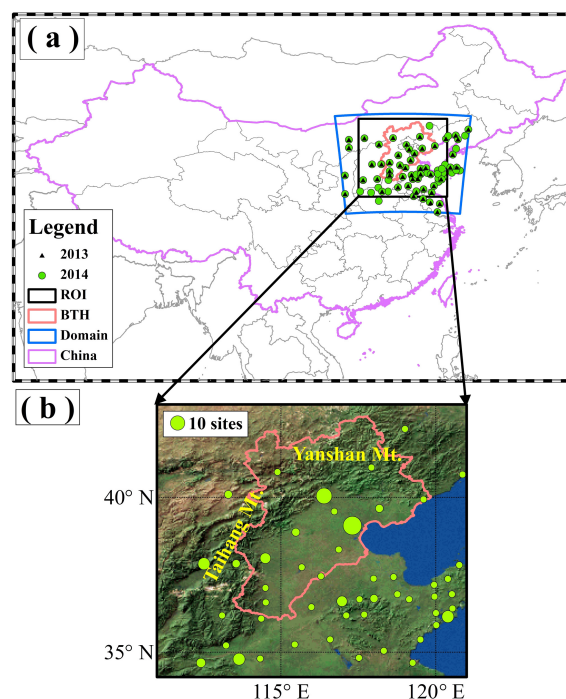 ( a )
Legend
2013
2014
ROI
BTH
Domain
China
( b )
10 sites
Yanshan Mt.
Taihang Mt.
40° N
35° N
115° E
120° E